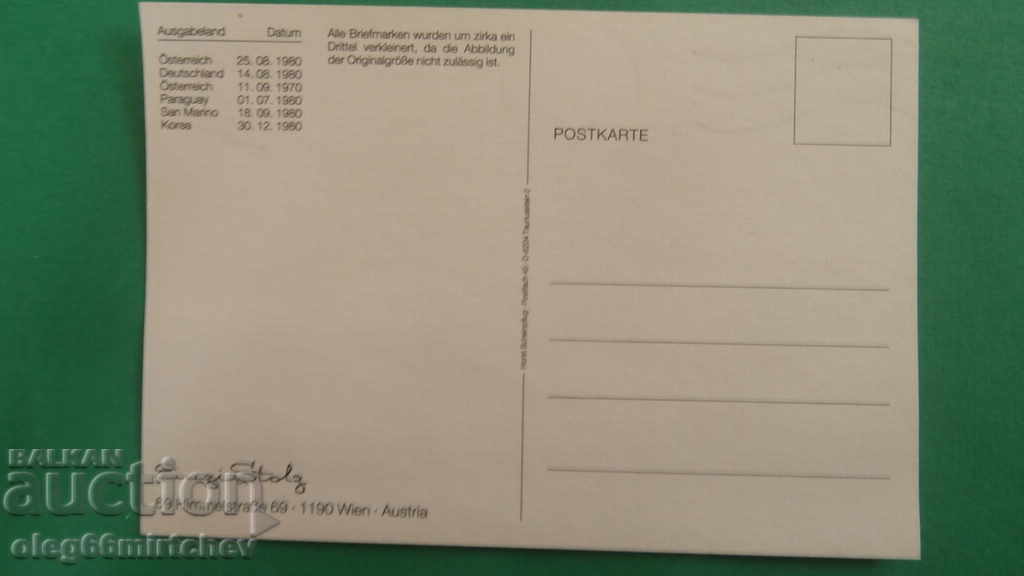 Ausgabeland Datum
Österreich 25. 08. 1980
Deutschland 14. 08. 1980
Österreich 11. 09. 1970
Paraguay 01. 07. 1980
San Marino 18. 09. 1980
Korea 30. 12. 1980
Alle Briefmarken wurden um zirka ein
Drittel verkleinert, da die Abbildung
der Originalgröße nicht zulässig ist.
POSTKARTE
Stolz
69 · 1190 Wien · Austria
BALKAN
auction
oleg66mirtchev